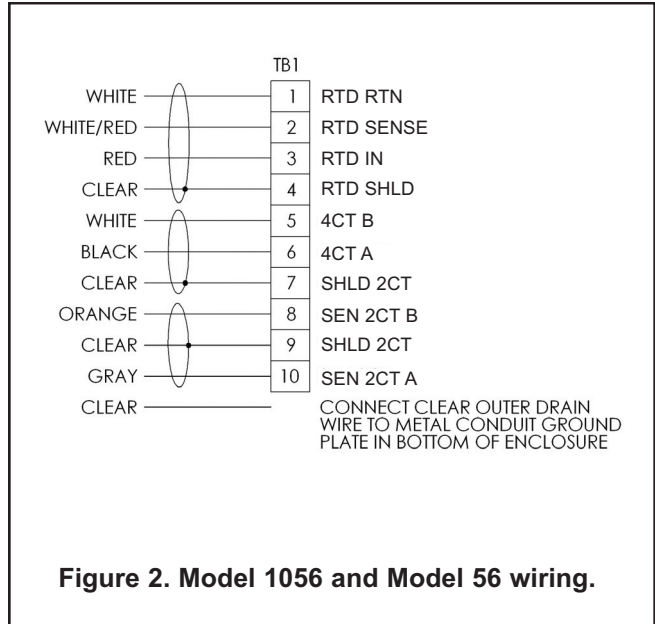 TB1
WHITE 1 RTD RTN
WHITE/RED 2 RTD SENSE
RED 3 RTD IN
CLEAR 4 RTD SHLD
WHITE 5 4CT B
BLACK 6 4CT A
CLEAR 7 SHLD 2CT
ORANGE 8 SEN 2CT B
CLEAR 9 SHLD 2CT
GRAY 10 SEN 2CT A
CLEAR CONNECT CLEAR OUTER DRAIN
WIRE TO METAL CONDUIT GROUND
PLATE IN BOTTOM OF ENCLOSURE
Figure 2. Model 1056 and Model 56 wiring.